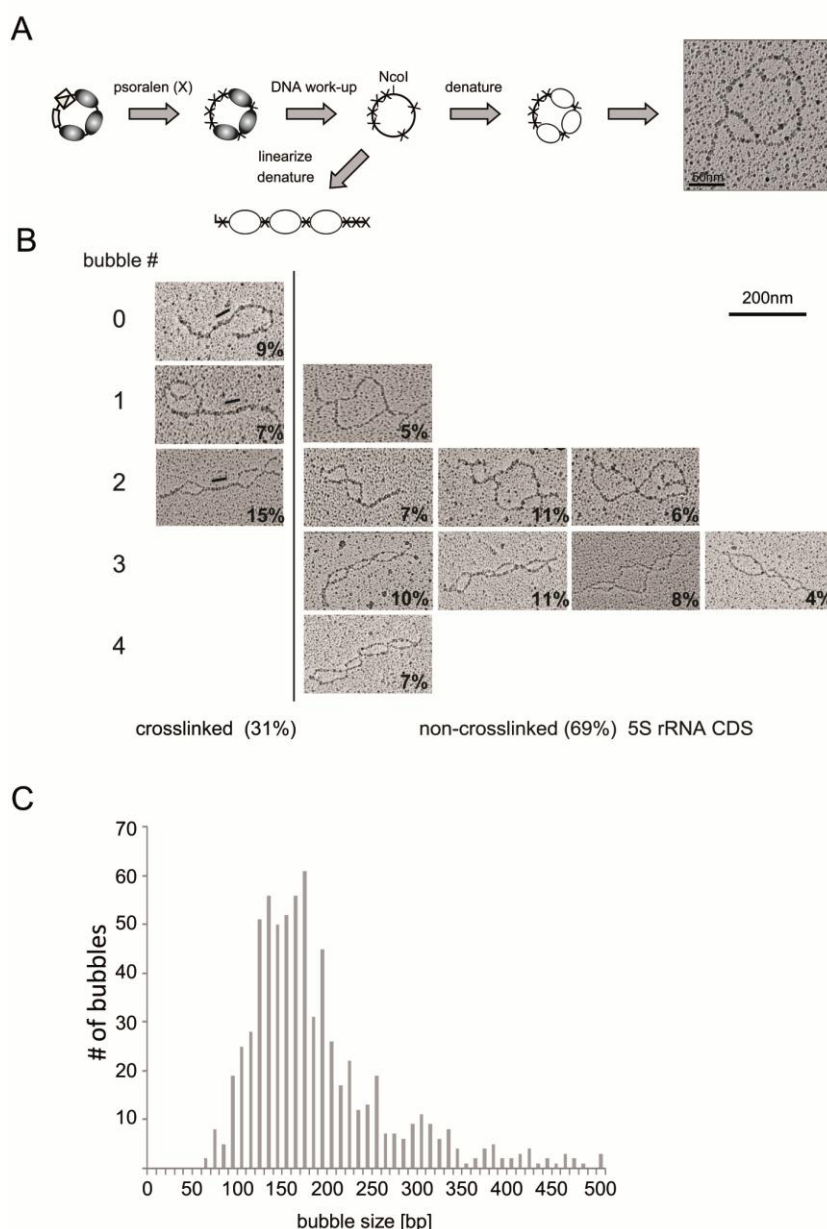 A
psoralen (X)
DNA work-up
NcoI
denature
linearize
denature
50nm
B
bubble #
200nm
0
9%
1
7%
5%
2
15%
7%
11%
6%
3
10%
11%
8%
4%
4
7%
crosslinked (31%)
non-crosslinked (69%) 5S rRNA CDS
C
# of bubbles
70
60
50
40
30
20
10
0
50
100
150
200
250
300
350
400
450
500
bubble size [bp]